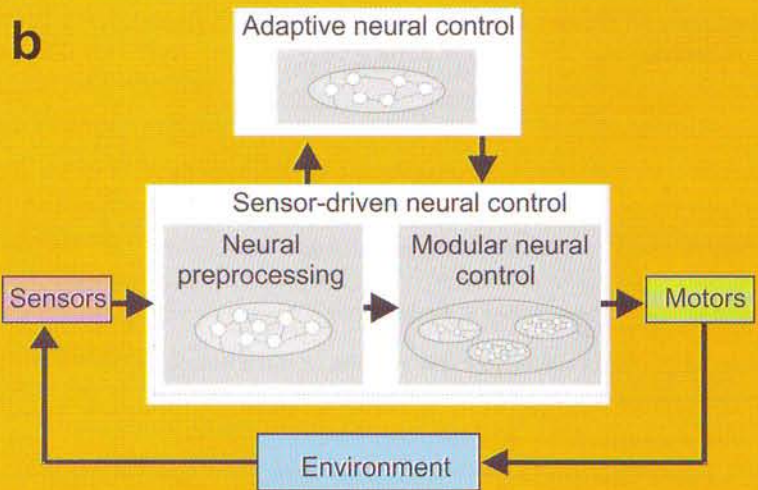 b
Adaptive neural control
Sensor-driven neural control
Neural
preprocessing
Modular neural
control
Sensors
Motors
Environment